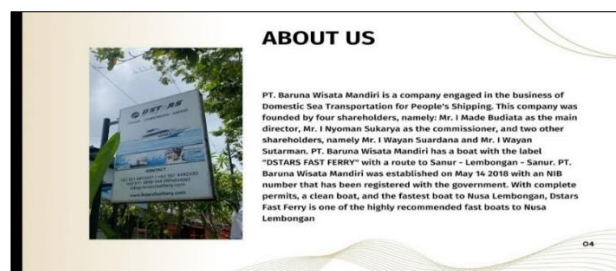 ABOUT US
PT. Baruna Wisata Mandiri is a company engaged in the business of
Domestic Sea Transportation for People's Shipping. This company was
founded by four shareholders, namely: Mr. I Made Budiata as the main
director, Mr. I Nyoman Sukarya as the commissioner, and two other
shareholders, namely Mr. I Wayan Suardana and Mr. I Wayan
Sutarman. PT. Baruna Wisata Mandiri has a boat with the label
"DSTARS FAST FERRY" with a route to Sanur - Lembongan - Sanur. PT.
Baruna Wisata Mandiri was established on May 14 2018 with an NIB
number that has been registered with the government. With complete
permits, a clean boat, and the fastest boat to Nusa Lembongan, Dstars
Fast Ferry is one of the highly recommended fast boats to Nusa
Lembongan
DSTARS
CONTACT
04